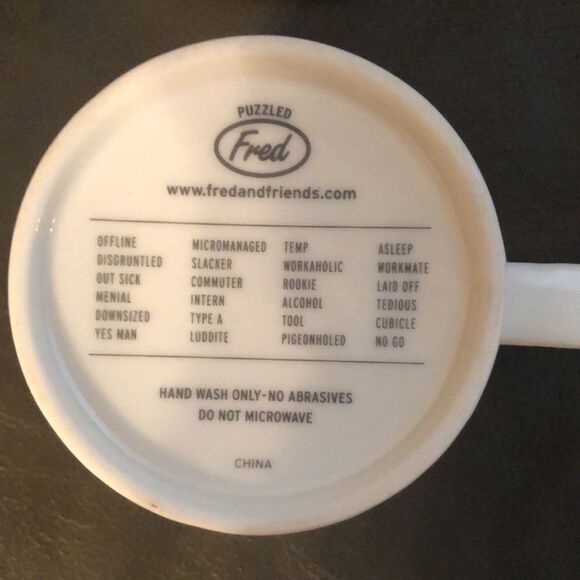 PUZZLED
Fred
www.fredandfriends.com
OFFLINE MICROMANAGED TEMP ASLEEP
DISGRUNTLED SLACKER WORKAHOLIC WORKMATE
OUT SICK COMMUTER ROOKIE LAID OFF
MENIAL INTERN ALCOHOL TEDIOUS
DOWNSIZED TYPE A TOOL CUBICLE
YES MAN LUDDITE PIGEONHOLED NO GO
HAND WASH ONLY-NO ABRASIVES
DO NOT MICROWAVE
CHINA